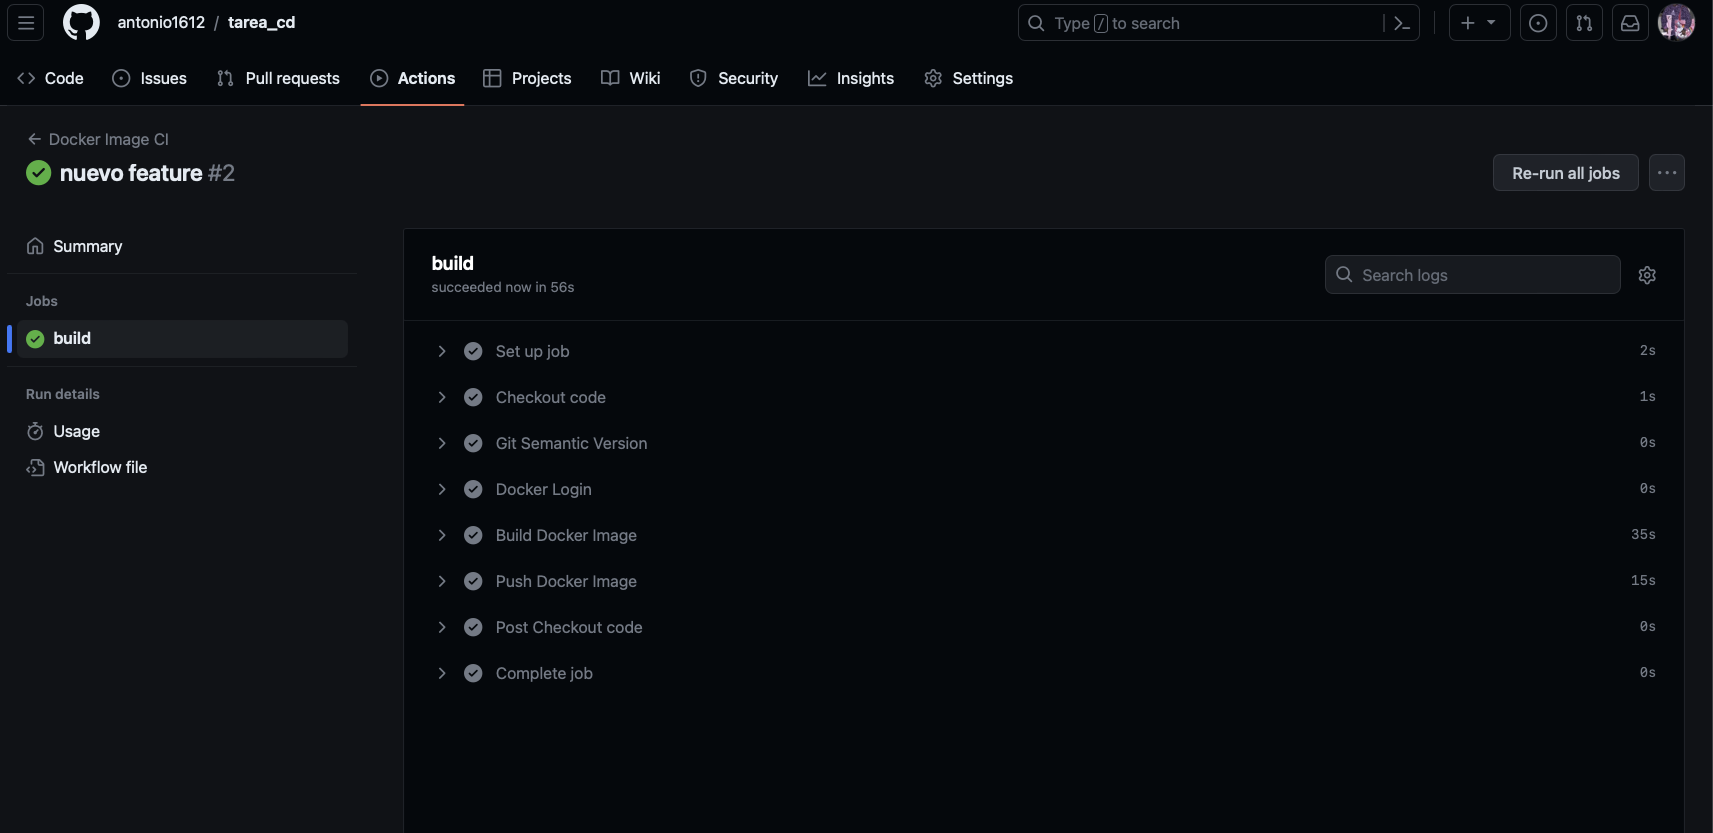 antonio1612 / tarea_cd
Type / to search
Code
Issues
Pull requests
Actions
Projects
Wiki
Security
Insights
Settings
Docker Image CI
nuevo feature #2
Re-run all jobs
Summary
Jobs
build
Run details
Usage
Workflow file
build
succeeded now in 56s
Search logs
Set up job 2s
Checkout code 1s
Git Semantic Version 0s
Docker Login 0s
Build Docker Image 35s
Push Docker Image 15s
Post Checkout code 0s
Complete job 0s